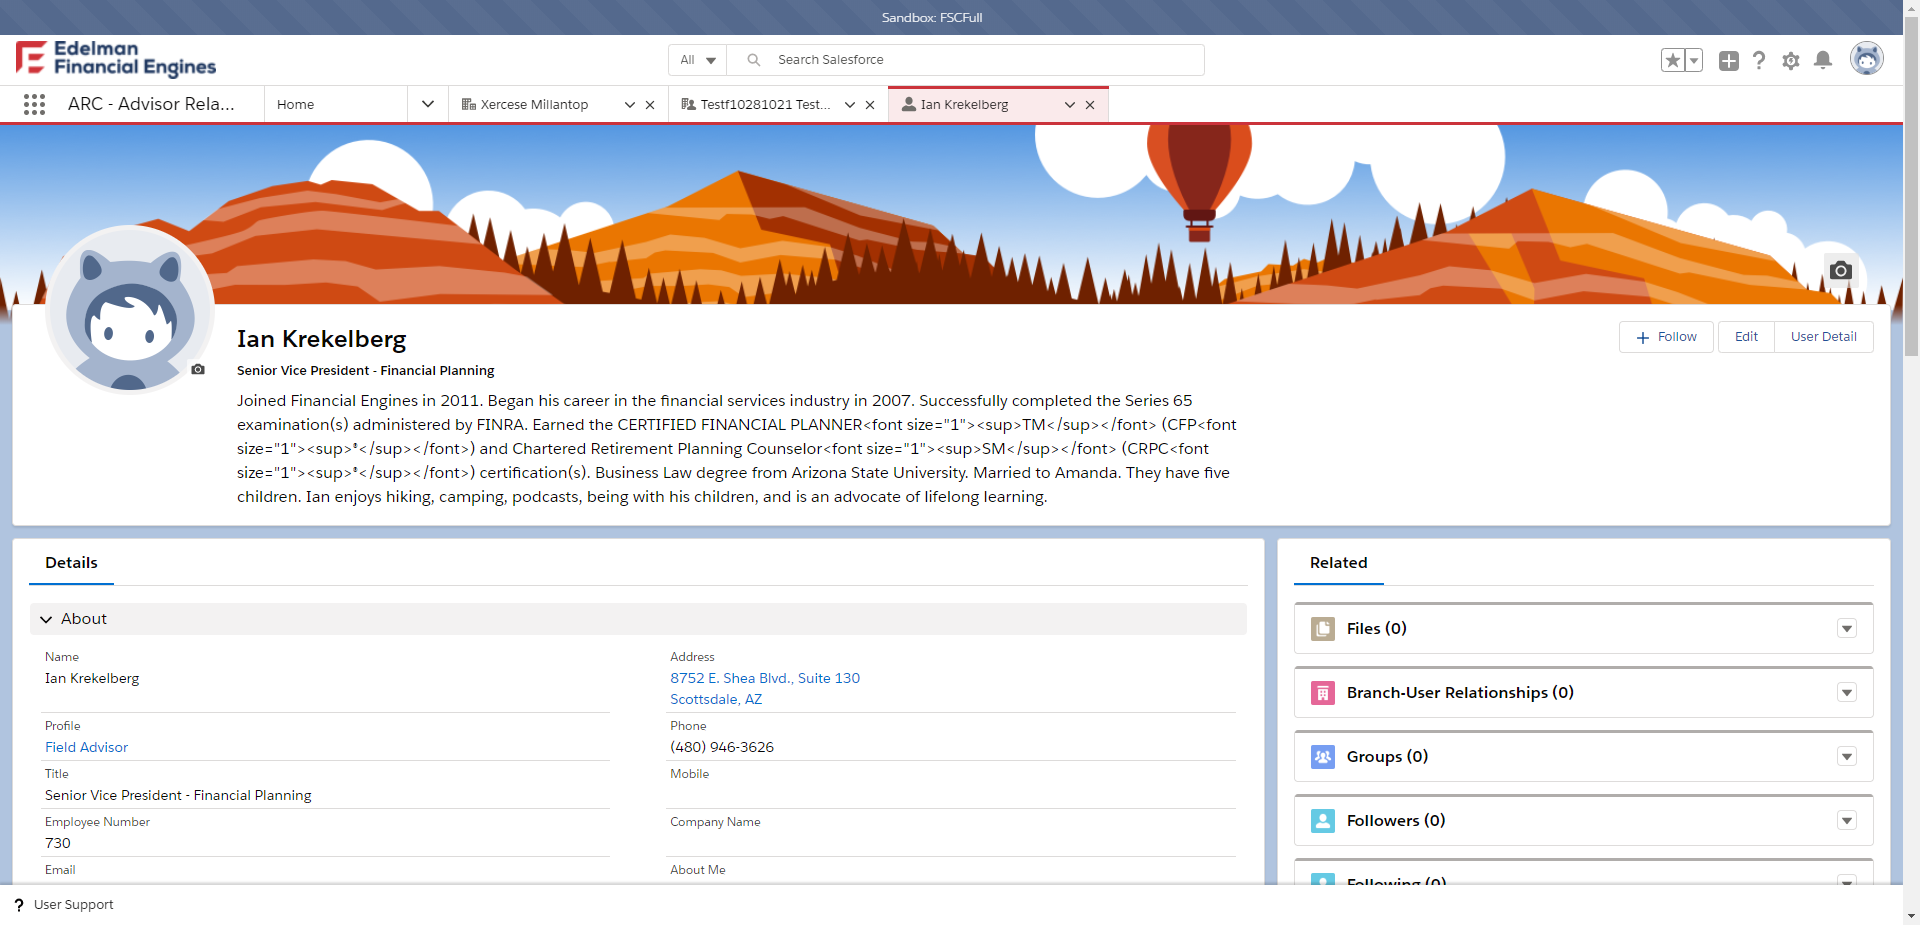 Sandbox: FSCFull
Edelman
Financial Engines
All
Search Salesforce
ARC - Advisor Rela...
Home
Xercese Millantop
Testf10281021 Test...
Ian Krekelberg
Ian Krekelberg
Follow
Edit
User Detail
Senior Vice President - Financial Planning
Joined Financial Engines in 2011. Began his career in the financial services industry in 2007. Successfully completed the Series 65
examination(s) administered by FINRA. Earned the CERTIFIED FINANCIAL PLANNER<font size="1"><sup>TM</sup></font> (CFP<font
size="1"><sup>®</sup></font>) and Chartered Retirement Planning Counselor<font size="1"><sup>SM</sup></font> (CRPC<font
size="1"><sup>®</sup></font>) certification(s). Business Law degree from Arizona State University. Married to Amanda. They have five
children. Ian enjoys hiking, camping, podcasts, being with his children, and is an advocate of lifelong learning.
Details
About
Name
Ian Krekelberg
Address
8752 E. Shea Blvd., Suite 130
Scottsdale, AZ
Profile
Field Advisor
Phone
(480) 946-3626
Title
Senior Vice President - Financial Planning
Mobile
Employee Number
730
Company Name
Email
About Me
Related
Files (0)
Branch-User Relationships (0)
Groups (0)
Followers (0)
Following (0)
? User Support